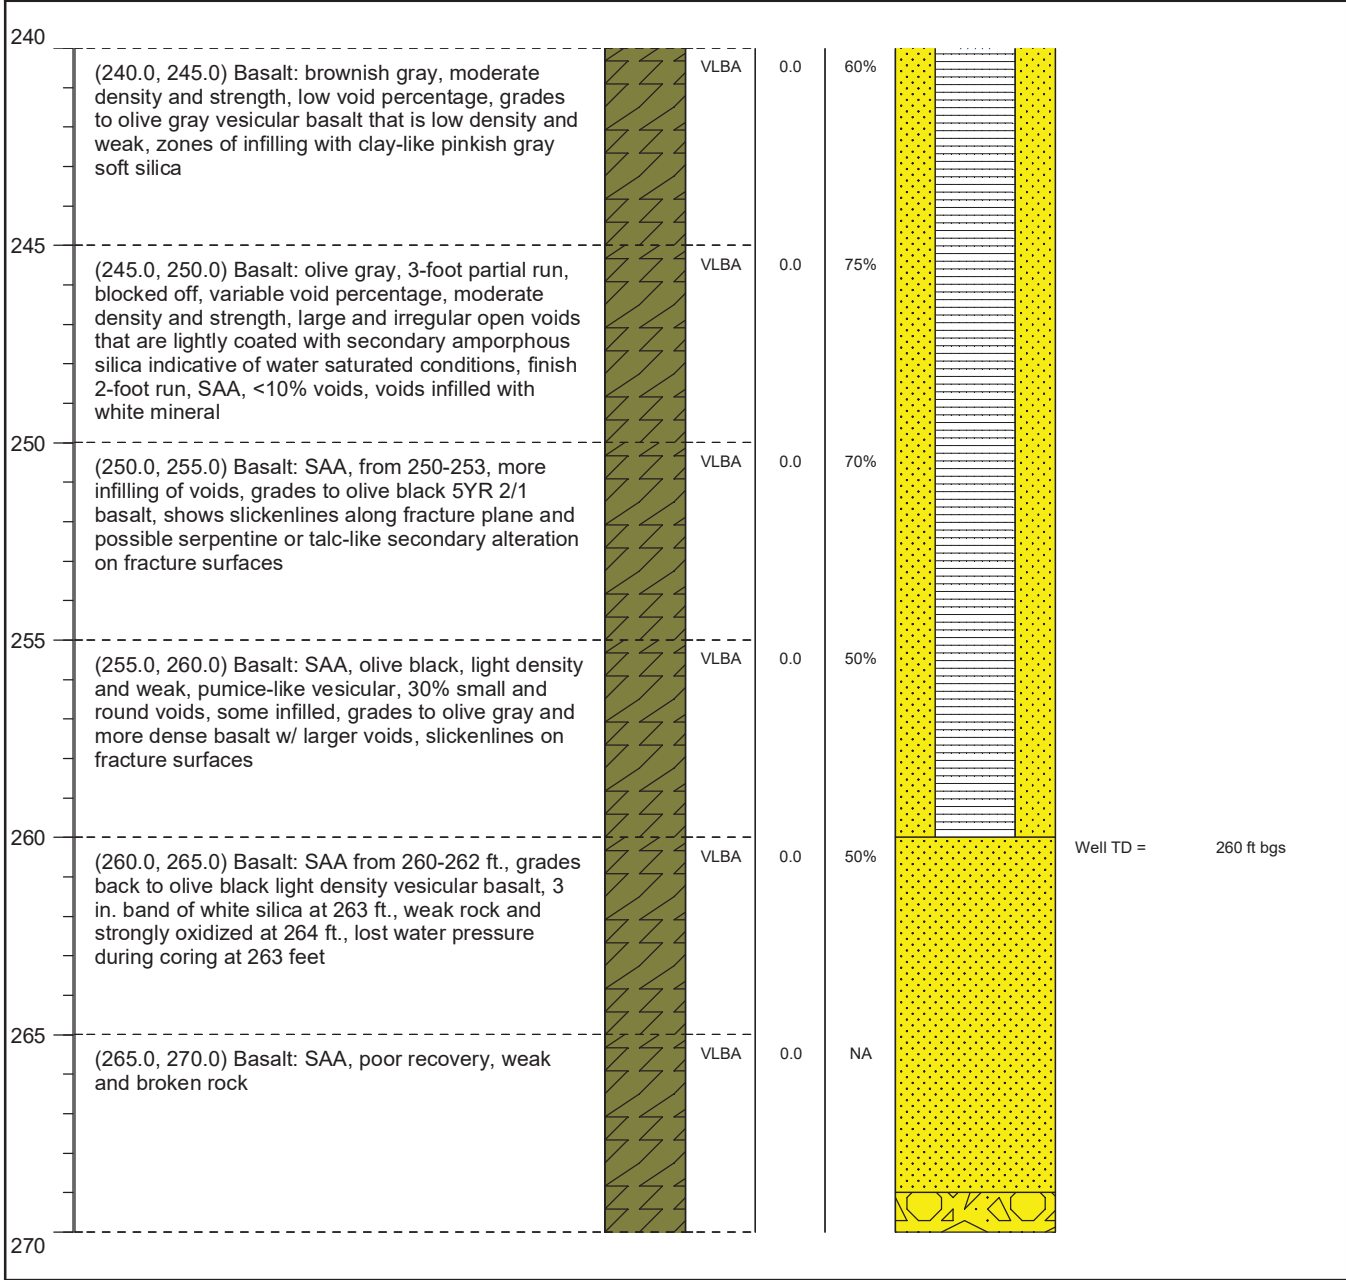 240
(240.0, 245.0) Basalt: brownish gray, moderate
density and strength, low void percentage, grades
to olive gray vesicular basalt that is low density and
weak, zones of infilling with clay-like pinkish gray
soft silica
VLBA 0.0 60%
245
(245.0, 250.0) Basalt: olive gray, 3-foot partial run,
blocked off, variable void percentage, moderate
density and strength, large and irregular open voids
that are lightly coated with secondary amporphous
silica indicative of water saturated conditions, finish
2-foot run, SAA, <10% voids, voids infilled with
white mineral
VLBA 0.0 75%
250
(250.0, 255.0) Basalt: SAA, from 250-253, more
infilling of voids, grades to olive black 5YR 2/1
basalt, shows slickenlines along fracture plane and
possible serpentine or talc-like secondary alteration
on fracture surfaces
VLBA 0.0 70%
255
(255.0, 260.0) Basalt: SAA, olive black, light density
and weak, pumice-like vesicular, 30% small and
round voids, some infilled, grades to olive gray and
more dense basalt w/ larger voids, slickenlines on
fracture surfaces
VLBA 0.0 50%
260
(260.0, 265.0) Basalt: SAA from 260-262 ft., grades
back to olive black light density vesicular basalt, 3
in. band of white silica at 263 ft., weak rock and
strongly oxidized at 264 ft., lost water pressure
during coring at 263 feet
VLBA 0.0 50%
Well TD = 260 ft bgs
265
(265.0, 270.0) Basalt: SAA, poor recovery, weak
and broken rock
VLBA 0.0 NA
270